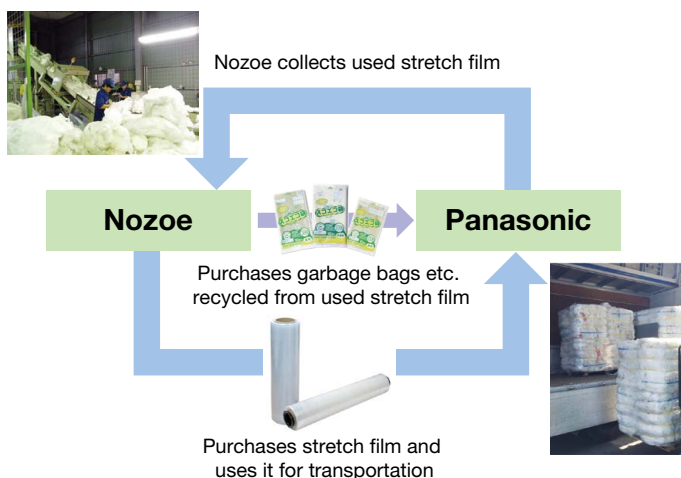 Nozoe collects used stretch film
Nozoe
Panasonic
Purchases garbage bags etc.
recycled from used stretch film
Purchases stretch film and
uses it for transportation